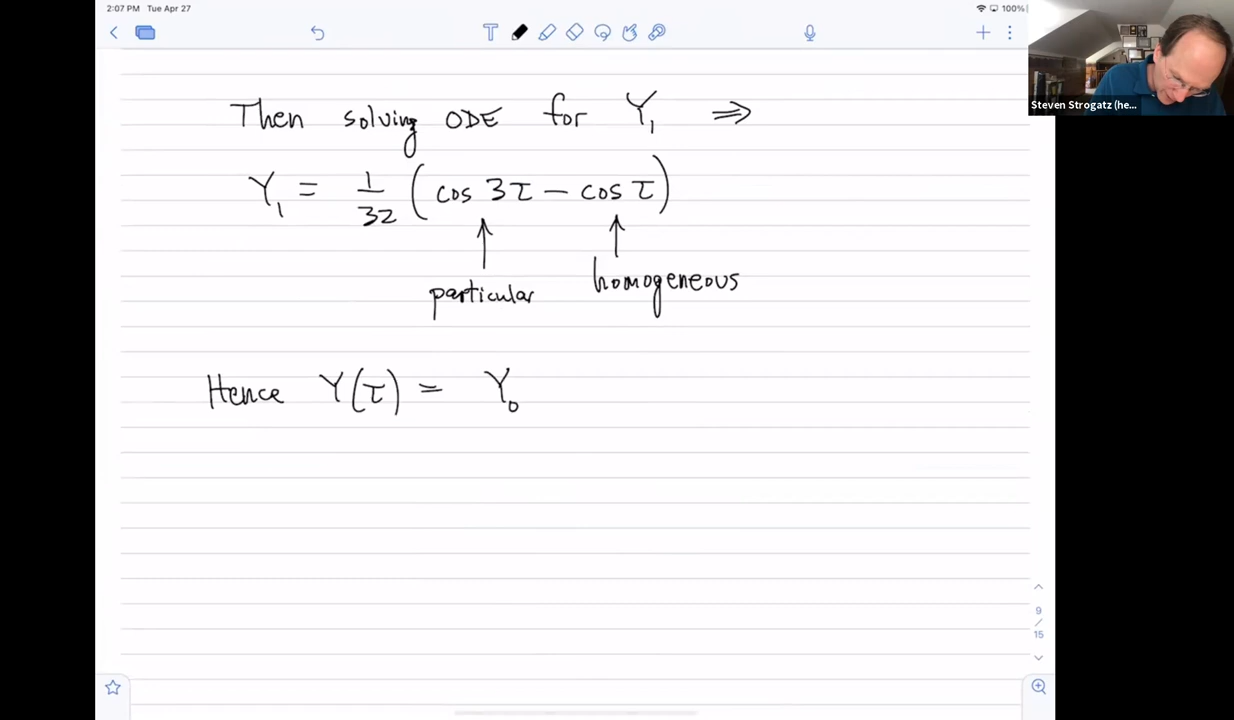 2:07 PM Tue Apr 27
100%
Steven Strogatz (he...
Then solving ODE for Y₁ ⇒
Y₁ = 1/32 (cos 3τ − cos τ)
particular
homogeneous
Hence Y(τ) = Y₀
9
/
15